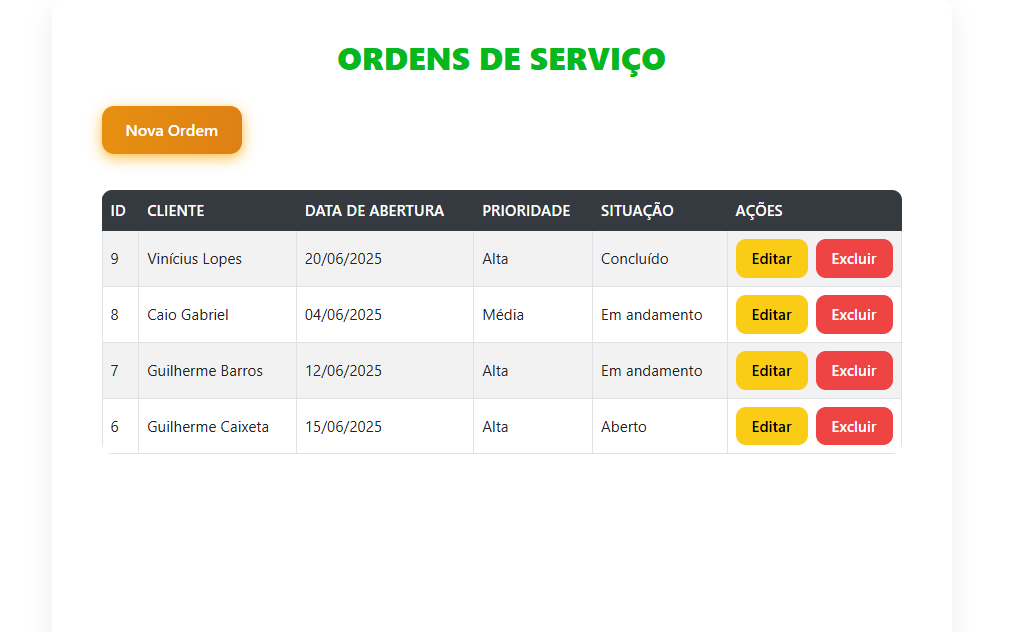 ORDENS DE SERVIÇO
Nova Ordem
ID CLIENTE DATA DE ABERTURA PRIORIDADE SITUAÇÃO AÇÕES
9 Vinícius Lopes 20/06/2025 Alta Concluído Editar Excluir
8 Caio Gabriel 04/06/2025 Média Em andamento Editar Excluir
7 Guilherme Barros 12/06/2025 Alta Em andamento Editar Excluir
6 Guilherme Caixeta 15/06/2025 Alta Aberto Editar Excluir